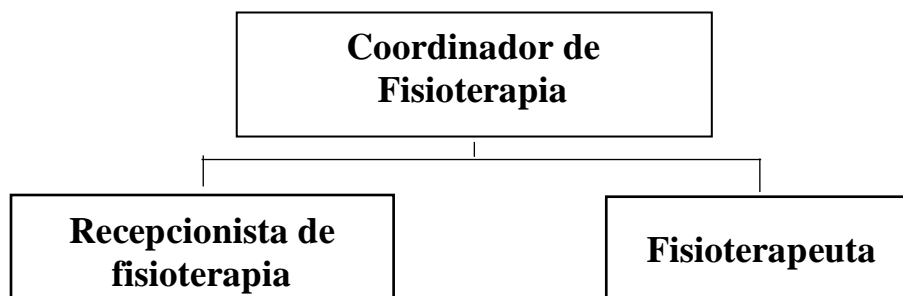 Coordinador de
Fisioterapia
Recepcionista de
fisioterapia
Fisioterapeuta